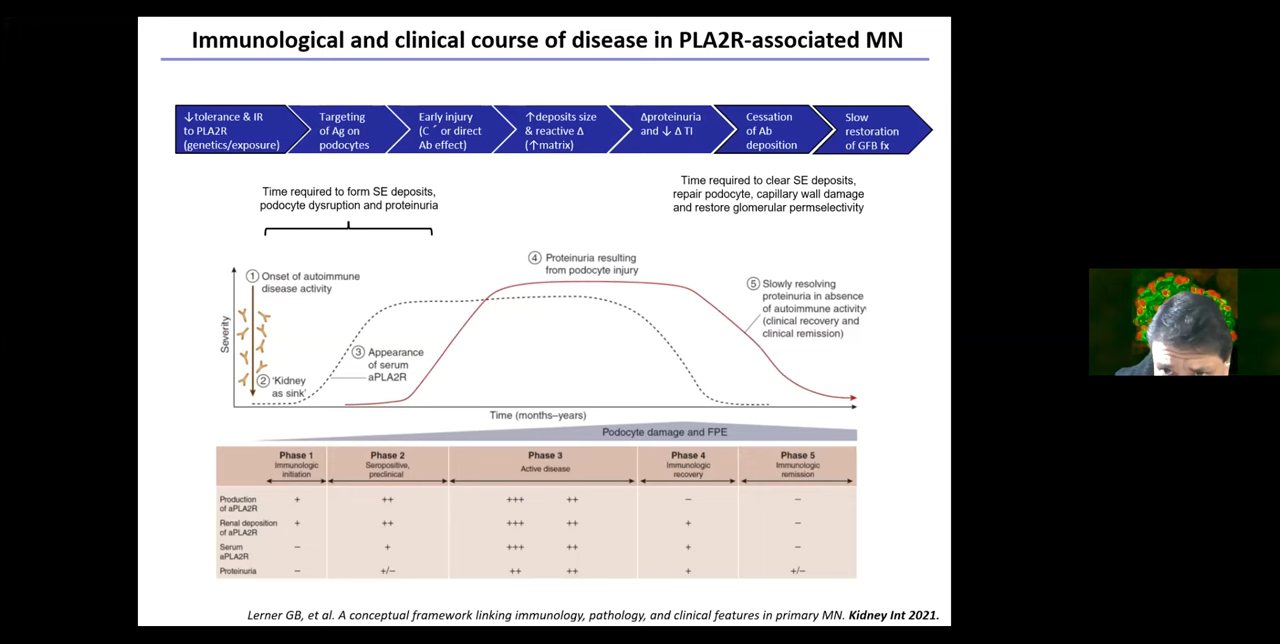 Immunological and clinical course of disease in PLA2R-associated MN
↓tolerance & IR
to PLA2R
(genetics/exposure)
Targeting
of Ag on
podocytes
Early injury
(C ´ or direct
Ab effect)
↑deposits size
& reactive Δ
(↑matrix)
Δproteinuria
and ↓ Δ TI
Cessation
of Ab
deposition
Slow
restoration
of GFB fx
Time required to form SE deposits,
podocyte disruption and proteinuria
Time required to clear SE deposits,
repair podocyte, capillary wall damage
and restore glomerular permselectivity
Severity
① Onset of autoimmune
disease activity
② 'Kidney
as sink'
③ Appearance
of serum
aPLA2R
④ Proteinuria resulting
from podocyte injury
⑤ Slowly resolving
proteinuria in absence
of autoimmune activity
(clinical recovery and
clinical remission)
Time (months–years)
Podocyte damage and FPE
Phase 1
Immunologic
initiation
Phase 2
Seropositive,
preclinical
Phase 3
Active disease
Phase 4
Immunologic
recovery
Phase 5
Immunologic
remission
Production
of aPLA2R
+ ++ +++ ++ – –
Renal deposition
of aPLA2R
+ ++ +++ ++ + –
Serum
aPLA2R
– + +++ ++ + –
Proteinuria – +/– ++ ++ + +/–
Lerner GB, et al. A conceptual framework linking immunology, pathology, and clinical features in primary MN. Kidney Int 2021.